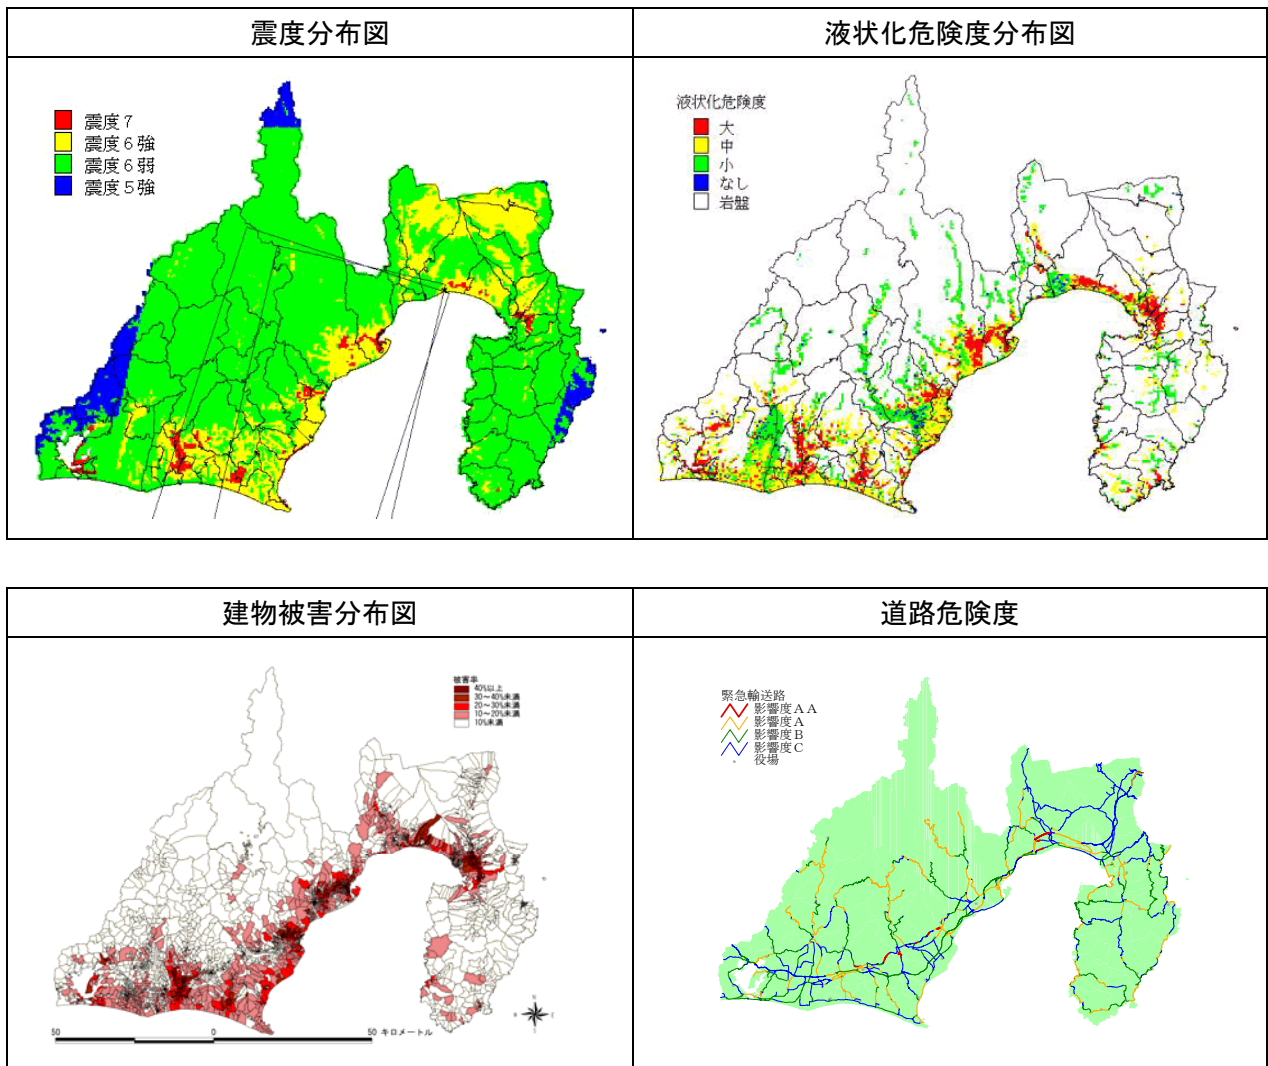 震度分布図
震度７
震度６強
震度６弱
震度５強
液状化危険度分布図
液状化危険度
大
中
小
なし
岩盤
建物被害分布図
被害率
40%以上
30～40%未満
20～30%未満
10～20%未満
10%未満
50 0 50 キロメートル
道路危険度
緊急輸送路
影響度ＡＡ
影響度Ａ
影響度Ｂ
影響度Ｃ
役場